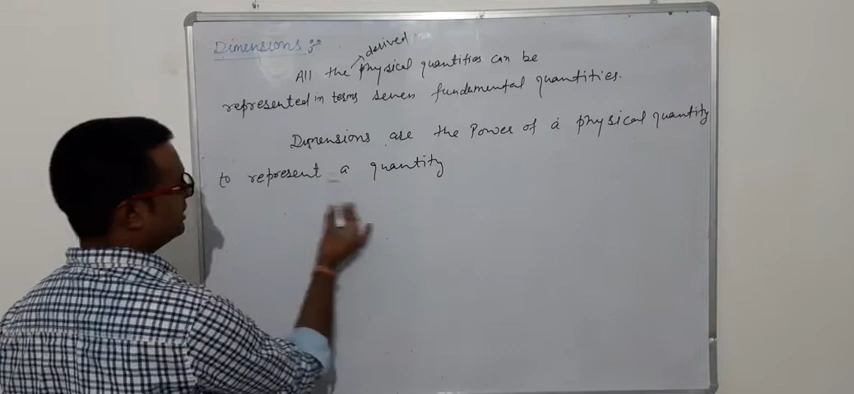 Dimensions :-
derived
All the physical quantities can be
represented in terms seven fundamental quantities.
Dimensions are the Power of a physical quantity
to represent a quantity